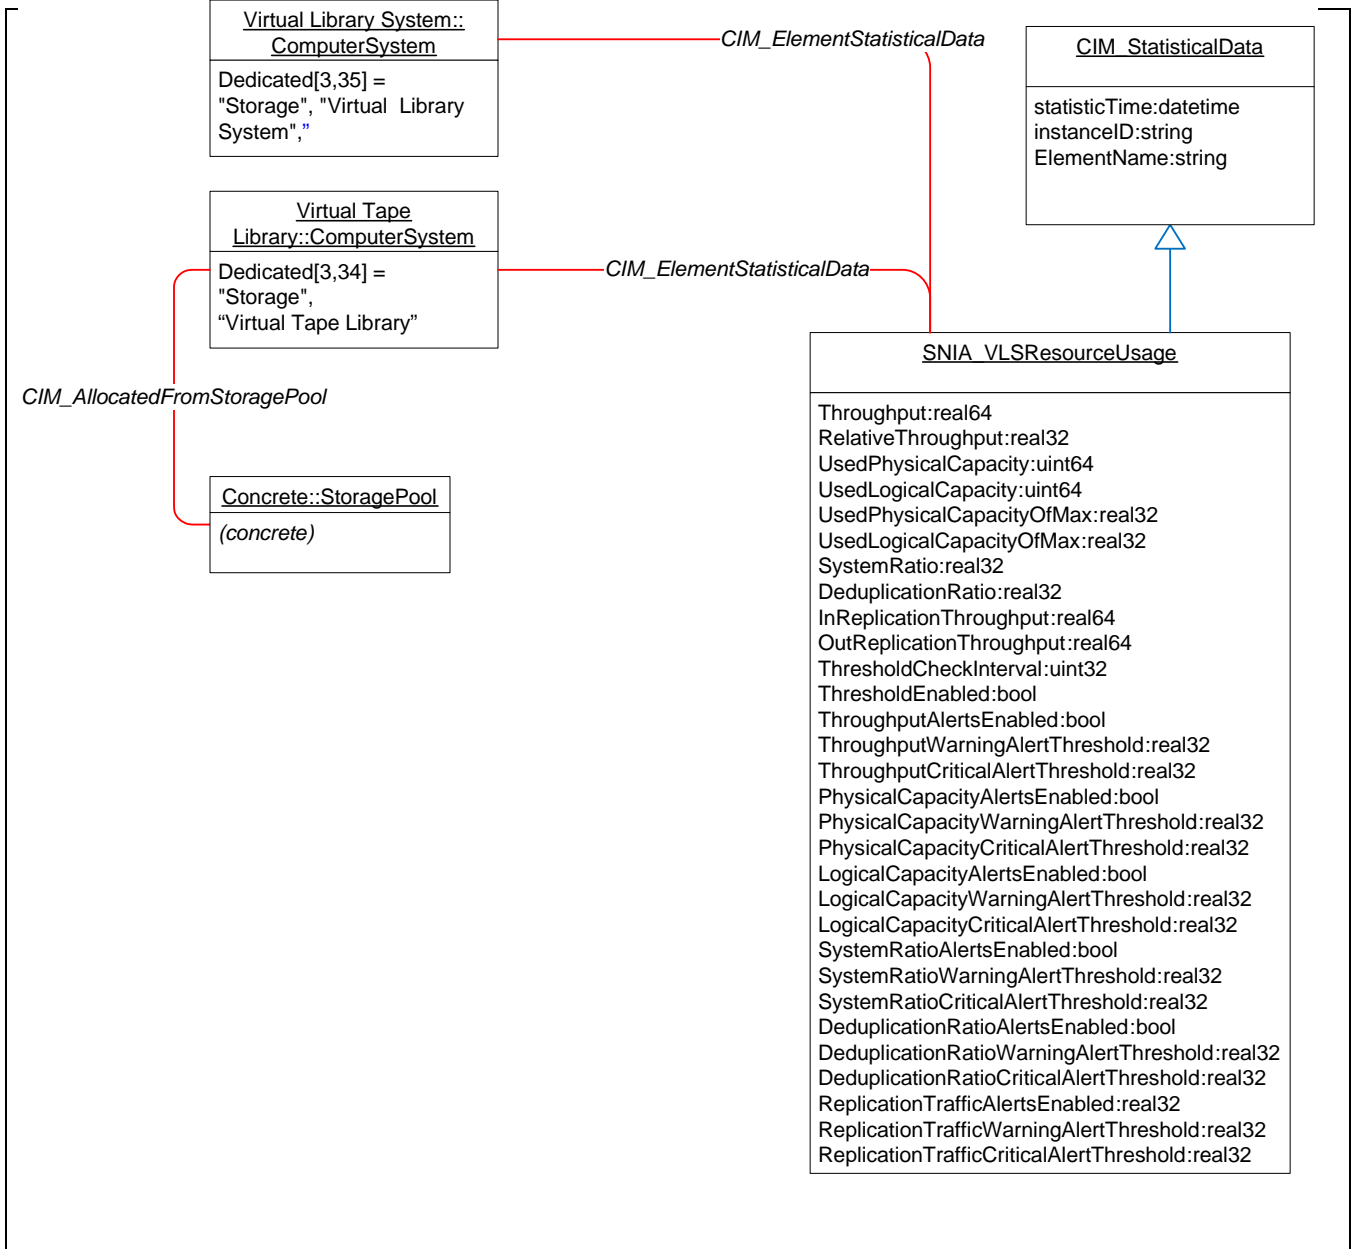 Virtual Library System::
ComputerSystem
Dedicated[3,35] =
"Storage", "Virtual  Library
System",”
CIM_ElementStatisticalData
CIM_StatisticalData
statisticTime:datetime
instanceID:string
ElementName:string
Virtual Tape
Library::ComputerSystem
Dedicated[3,34] =
"Storage",
“Virtual Tape Library”
CIM_ElementStatisticalData
CIM_AllocatedFromStoragePool
Concrete::StoragePool
(concrete)
SNIA_VLSResourceUsage
Throughput:real64
RelativeThroughput:real32
UsedPhysicalCapacity:uint64
UsedLogicalCapacity:uint64
UsedPhysicalCapacityOfMax:real32
UsedLogicalCapacityOfMax:real32
SystemRatio:real32
DeduplicationRatio:real32
InReplicationThroughput:real64
OutReplicationThroughput:real64
ThresholdCheckInterval:uint32
ThresholdEnabled:bool
ThroughputAlertsEnabled:bool
ThroughputWarningAlertThreshold:real32
ThroughputCriticalAlertThreshold:real32
PhysicalCapacityAlertsEnabled:bool
PhysicalCapacityWarningAlertThreshold:real32
PhysicalCapacityCriticalAlertThreshold:real32
LogicalCapacityAlertsEnabled:bool
LogicalCapacityWarningAlertThreshold:real32
LogicalCapacityCriticalAlertThreshold:real32
SystemRatioAlertsEnabled:bool
SystemRatioWarningAlertThreshold:real32
SystemRatioCriticalAlertThreshold:real32
DeduplicationRatioAlertsEnabled:bool
DeduplicationRatioWarningAlertThreshold:real32
DeduplicationRatioCriticalAlertThreshold:real32
ReplicationTrafficAlertsEnabled:real32
ReplicationTrafficWarningAlertThreshold:real32
ReplicationTrafficCriticalAlertThreshold:real32